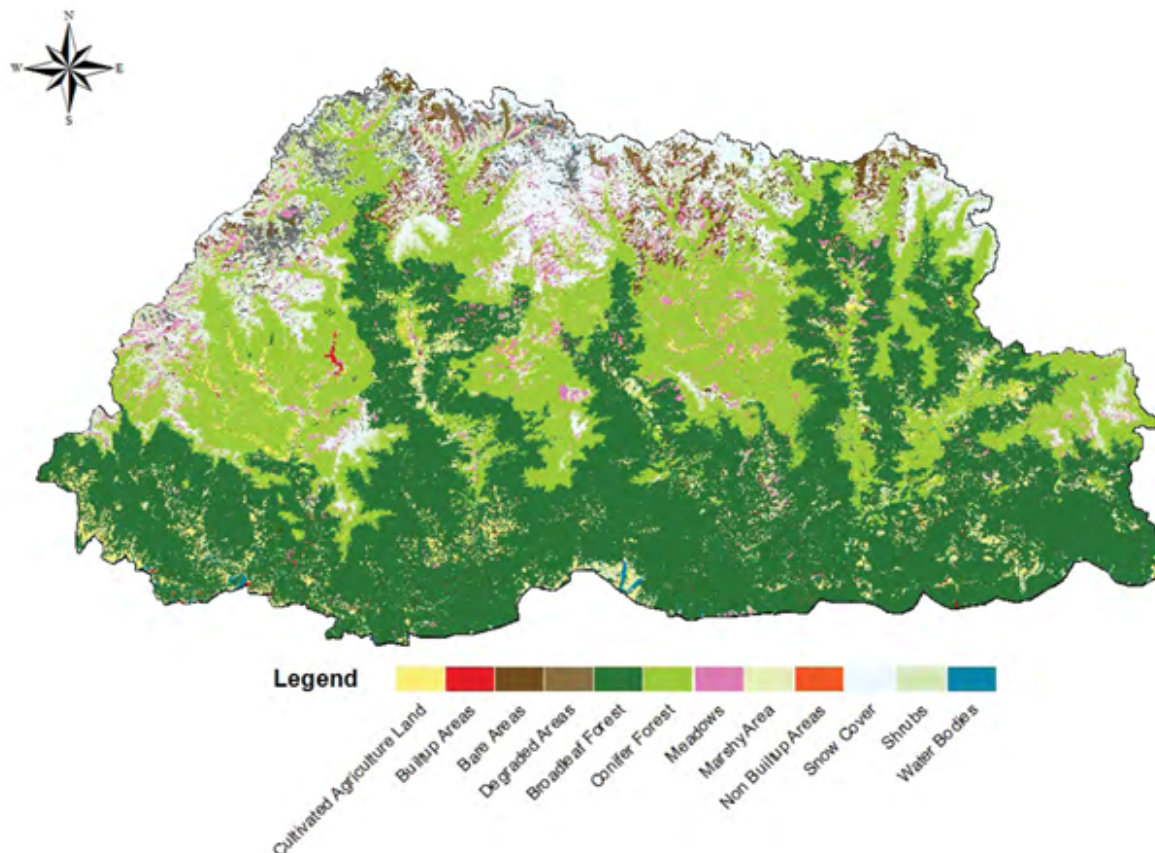 N
W E
S
Legend
Cultivated Agriculture Land
Builtup Areas
Bare Areas
Degraded Areas
Broadleaf Forest
Conifer Forest
Meadows
Marshy Area
Non Builtup Areas
Snow Cover
Shrubs
Water Bodies